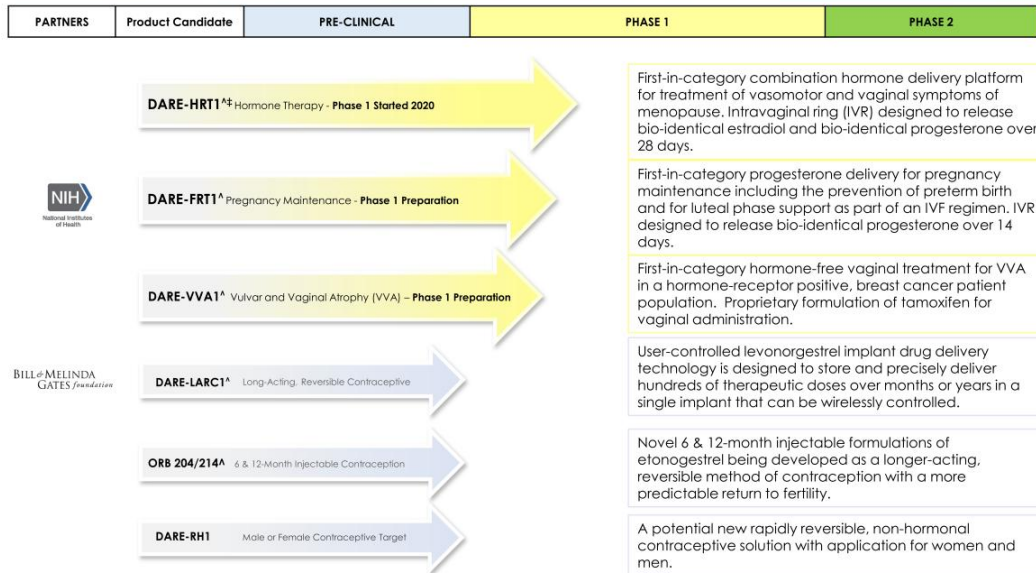 PARTNERS Product Candidate PRE-CLINICAL PHASE 1 PHASE 2
DARE-HRT1^‡ Hormone Therapy - Phase 1 Started 2020
First-in-category combination hormone delivery platform
for treatment of vasomotor and vaginal symptoms of
menopause. Intravaginal ring (IVR) designed to release
bio-identical estradiol and bio-identical progesterone over
28 days.
NIH
National Institutes
of Health
DARE-FRT1^ Pregnancy Maintenance - Phase 1 Preparation
First-in-category progesterone delivery for pregnancy
maintenance including the prevention of preterm birth
and for luteal phase support as part of an IVF regimen. IVR
designed to release bio-identical progesterone over 14
days.
DARE-VVA1^ Vulvar and Vaginal Atrophy (VVA) – Phase 1 Preparation
First-in-category hormone-free vaginal treatment for VVA
in a hormone-receptor positive, breast cancer patient
population. Proprietary formulation of tamoxifen for
vaginal administration.
BILL & MELINDA
GATES foundation
DARE-LARC1^ Long-Acting, Reversible Contraceptive
User-controlled levonorgestrel implant drug delivery
technology is designed to store and precisely deliver
hundreds of therapeutic doses over months or years in a
single implant that can be wirelessly controlled.
ORB 204/214^ 6 & 12-Month Injectable Contraception
Novel 6 & 12-month injectable formulations of
etonogestrel being developed as a longer-acting,
reversible method of contraception with a more
predictable return to fertility.
DARE-RH1 Male or Female Contraceptive Target
A potential new rapidly reversible, non-hormonal
contraceptive solution with application for women and
men.